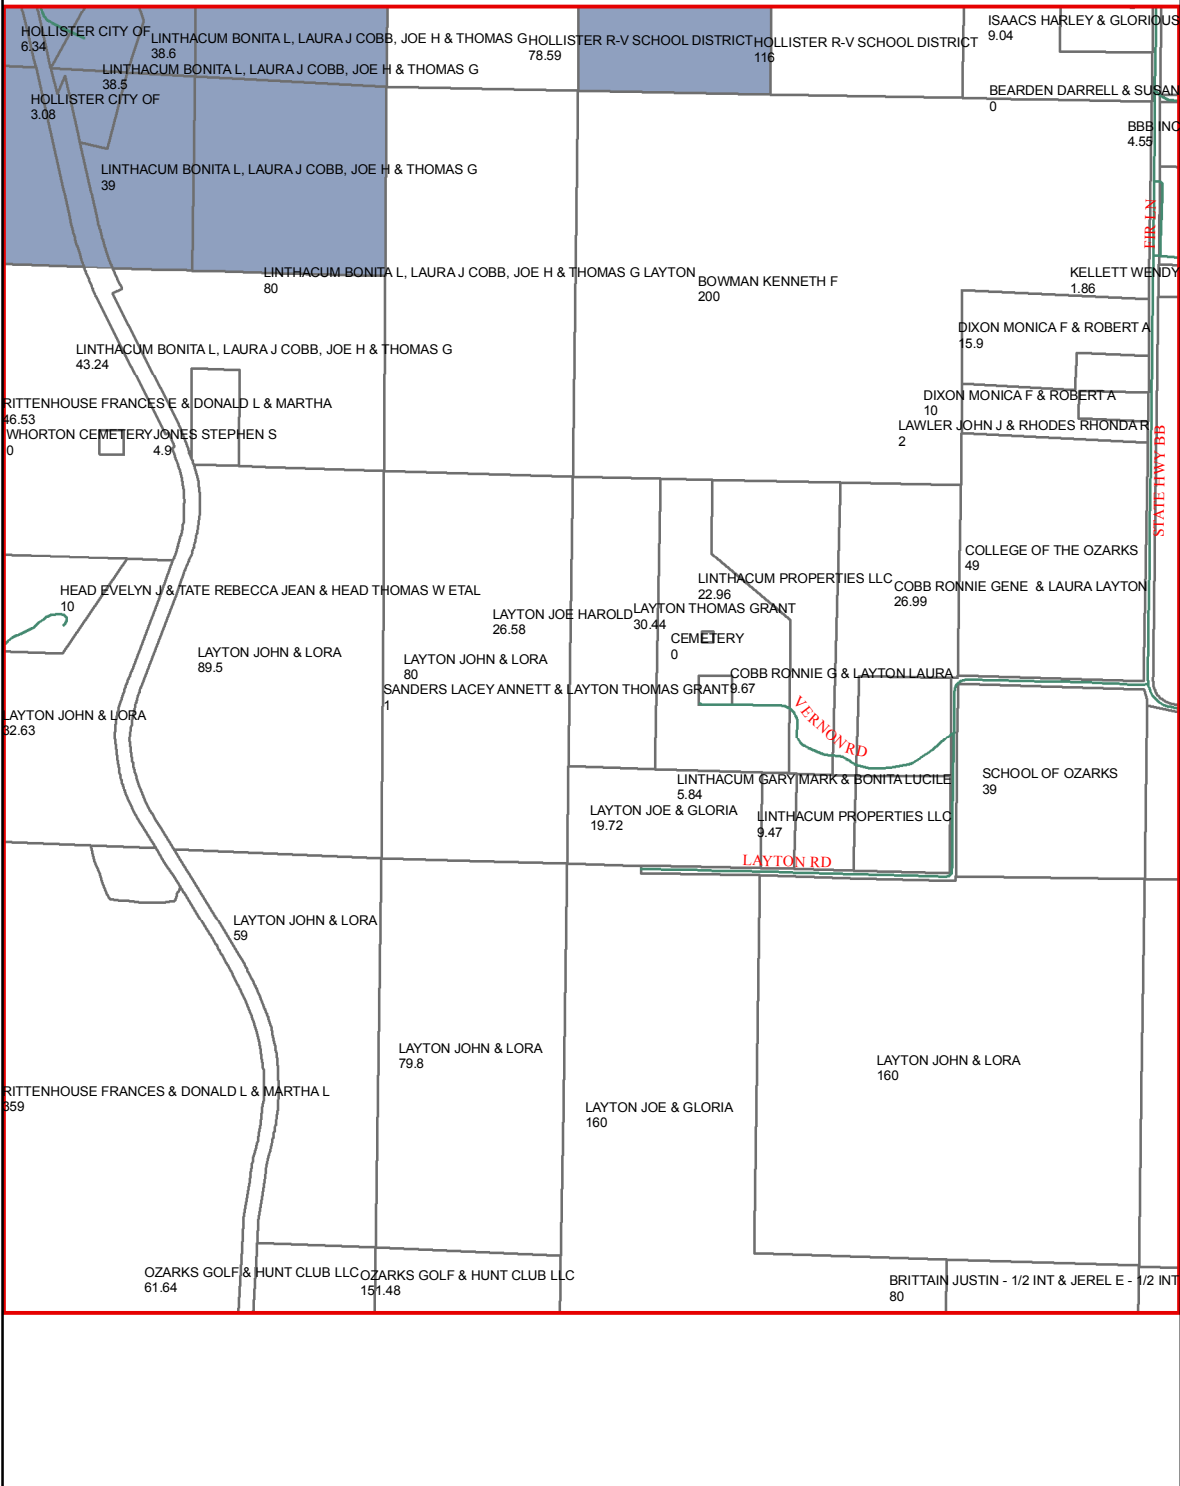 ISAACS HARLEY & GLORIOUS
9.04
HOLLISTER CITY OF
6.34
LINTHACUM BONITA L, LAURA J COBB, JOE H & THOMAS G
38.6
HOLLISTER R-V SCHOOL DISTRICT
78.59
HOLLISTER R-V SCHOOL DISTRICT
116
LINTHACUM BONITA L, LAURA J COBB, JOE H & THOMAS G
38.5
HOLLISTER CITY OF
3.08
BEARDEN DARRELL & SUSAN
0
BBB INC
4.55
LINTHACUM BONITA L, LAURA J COBB, JOE H & THOMAS G
39
FIR LN
LINTHACUM BONITA L, LAURA J COBB, JOE H & THOMAS G LAYTON
80
BOWMAN KENNETH F
200
KELLETT WENDY
1.86
DIXON MONICA F & ROBERT A
15.9
LINTHACUM BONITA L, LAURA J COBB, JOE H & THOMAS G
43.24
RITTENHOUSE FRANCES E & DONALD L & MARTHA
46.53
DIXON MONICA F & ROBERT A
10
LAWLER JOHN J & RHODES RHONDA R
2
WHORTON CEMETERY
0
JONES STEPHEN S
4.9
STATE HWY BB
COLLEGE OF THE OZARKS
49
LINTHACUM PROPERTIES LLC
22.96
COBB RONNIE GENE & LAURA LAYTON
26.99
HEAD EVELYN J & TATE REBECCA JEAN & HEAD THOMAS W ETAL
10
LAYTON JOE HAROLD
26.58
LAYTON THOMAS GRANT
30.44
CEMETERY
0
LAYTON JOHN & LORA
89.5
LAYTON JOHN & LORA
80
COBB RONNIE G & LAYTON LAURA
9.67
SANDERS LACEY ANNETT & LAYTON THOMAS GRANT
1
LAYTON JOHN & LORA
32.63
VERNON RD
LINTHACUM GARY MARK & BONITA LUCILE
5.84
SCHOOL OF OZARKS
39
LAYTON JOE & GLORIA
19.72
LINTHACUM PROPERTIES LLC
9.47
LAYTON RD
LAYTON JOHN & LORA
59
LAYTON JOHN & LORA
79.8
LAYTON JOHN & LORA
160
RITTENHOUSE FRANCES & DONALD L & MARTHA L
359
LAYTON JOE & GLORIA
160
OZARKS GOLF & HUNT CLUB LLC
61.64
OZARKS GOLF & HUNT CLUB LLC
151.48
BRITTAIN JUSTIN - 1/2 INT & JEREL E - 1/2 INT
80